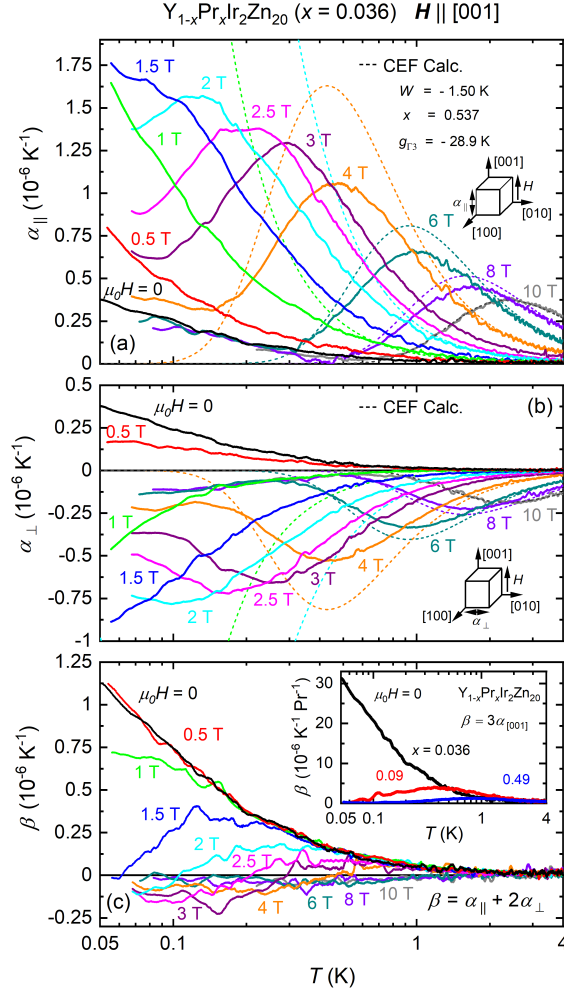 Y1-xPrxIr2Zn20 (x = 0.036) H || [001]
1.75
1.5
1.25
1
0.75
0.5
0.25
0
α∥ (10-6 K-1)
1.5 T
2 T
2.5 T
1 T
3 T
4 T
0.5 T
6 T
8 T
10 T
μ0H = 0
(a)
CEF Calc.
W = - 1.50 K
x = 0.537
gΓ3 = - 28.9 K
[001]
α∥
H
[010]
[100]
0.5
0.25
0
-0.25
-0.5
-0.75
-1
α⊥ (10-6 K-1)
μ0H = 0
0.5 T
CEF Calc.
(b)
1 T
1.5 T
2 T
2.5 T
3 T
4 T
6 T
8 T
10 T
[001]
H
[100]
[010]
α⊥
1.25
1
0.75
0.5
0.25
0
-0.25
β (10-6 K-1)
μ0H = 0
0.5 T
1 T
1.5 T
2 T
2.5 T
3 T
4 T
6 T
8 T
10 T
(c)
β = α∥ + 2α⊥
30
20
10
0
β (10-6 K-1 Pr-1)
μ0H = 0
Y1-xPrxIr2Zn20
β = 3α[001]
x = 0.036
0.09
0.49
0.05 0.1 1 4
T (K)
0.05 0.1 1 4
T (K)